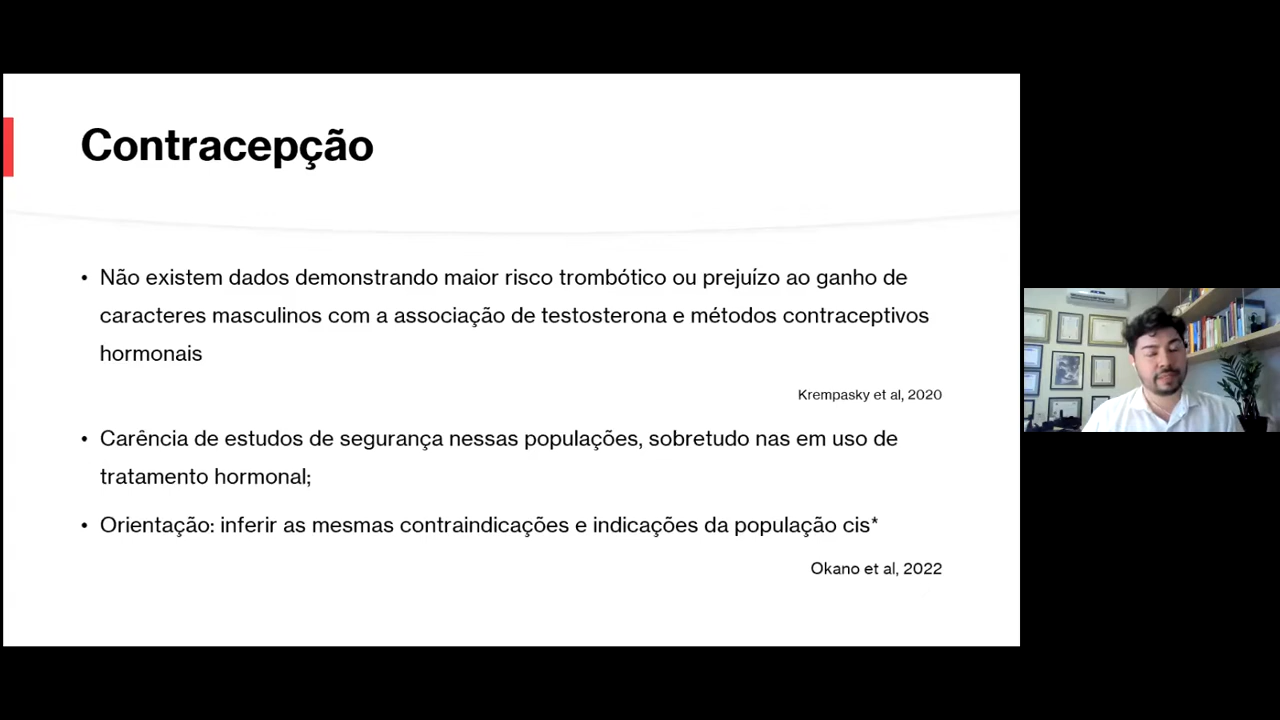 Contracepção
• Não existem dados demonstrando maior risco trombótico ou prejuízo ao ganho de
caracteres masculinos com a associação de testosterona e métodos contraceptivos
hormonais
Krempasky et al, 2020
• Carência de estudos de segurança nessas populações, sobretudo nas em uso de
tratamento hormonal;
• Orientação: inferir as mesmas contraindicações e indicações da população cis*
Okano et al, 2022